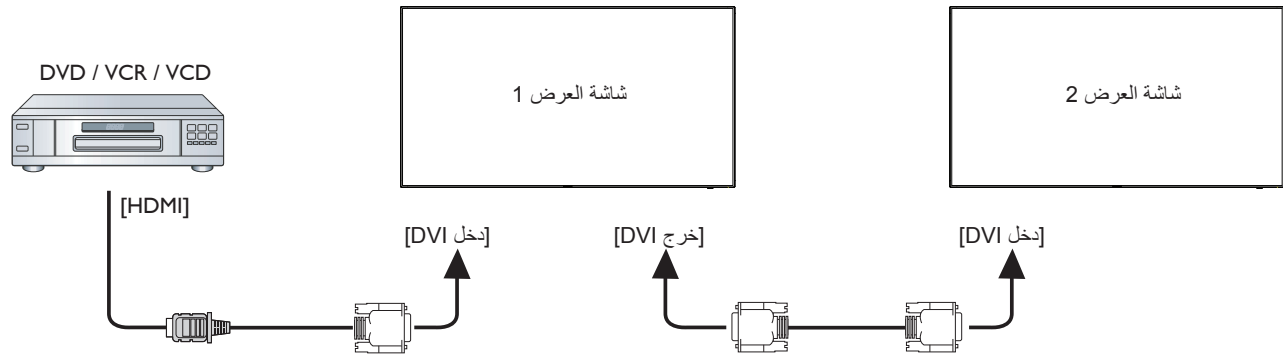 DVD / VCR / VCD
شاشة العرض 1
شاشة العرض 2
[HDMI]
[دخل DVI]
[خرج DVI]
[دخل DVI]